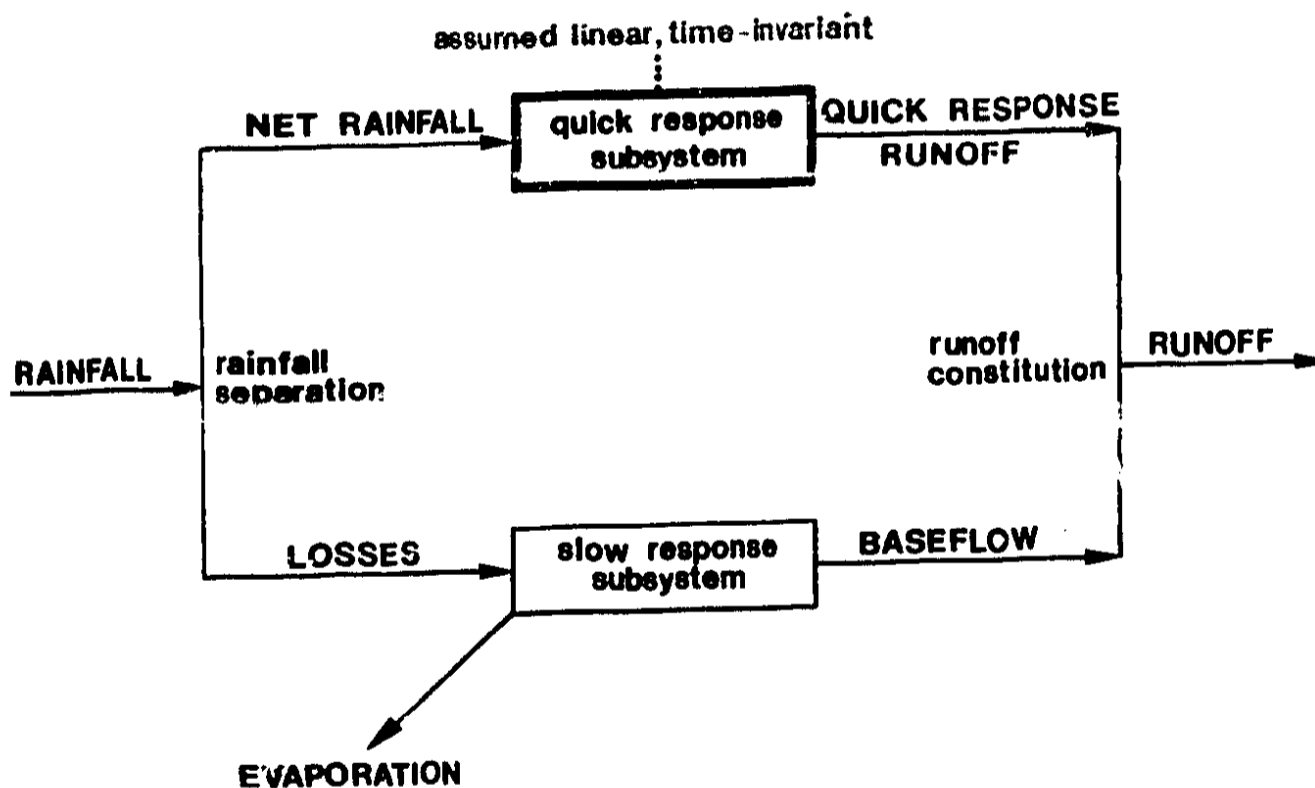 assumed linear, time-invariant
NET RAINFALL
quick response
subsystem
QUICK RESPONSE
RUNOFF
RAINFALL
rainfall
separation
runoff
constitution
RUNOFF
LOSSES
slow response
subsystem
BASEFLOW
EVAPORATION